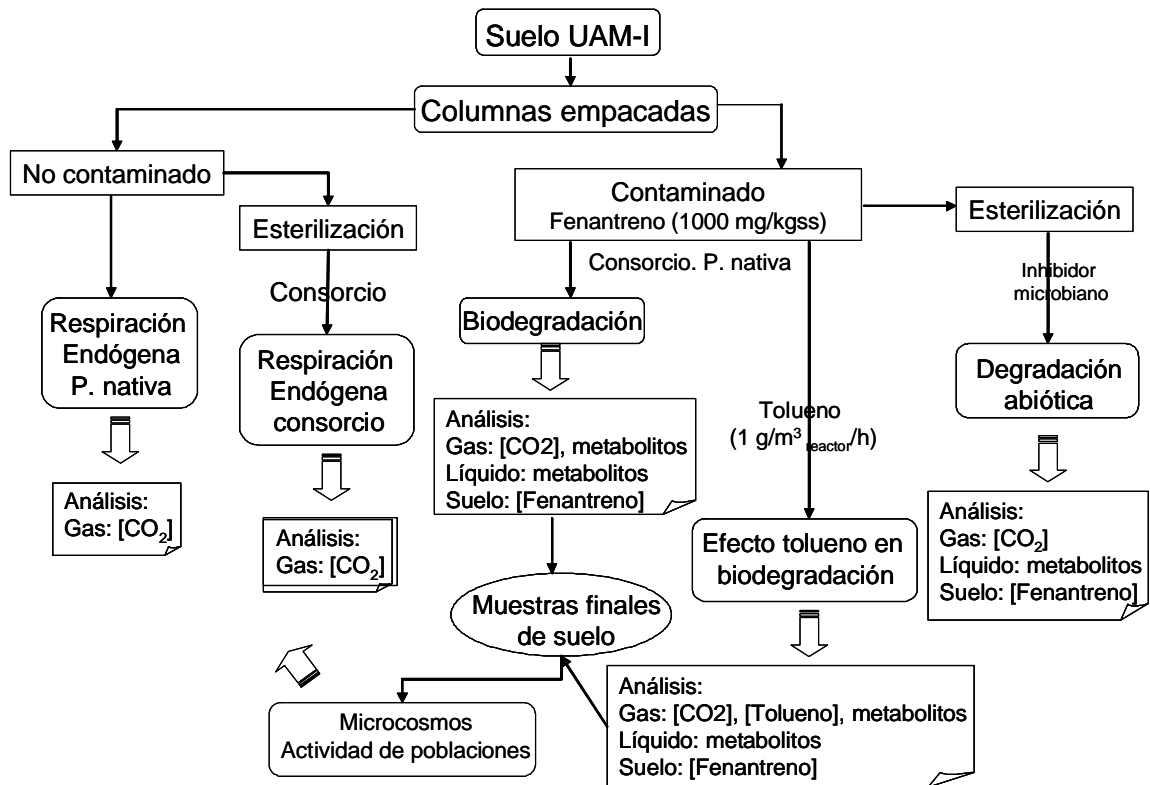 Suelo UAM-I
Columnas empacadas
No contaminado
Esterilización
Consorcio
Respiración
Endógena
P. nativa
Respiración
Endógena
consorcio
Análisis:
Gas: [CO₂]
Análisis:
Gas: [CO₂]
Contaminado
Fenantreno (1000 mg/kgss)
Consorcio. P. nativa
Biodegradación
Análisis:
Gas: [CO2], metabolitos
Líquido: metabolitos
Suelo: [Fenantreno]
Muestras finales
de suelo
Microcosmos
Actividad de poblaciones
Tolueno
(1 g/m³ reactor/h)
Efecto tolueno en
biodegradación
Análisis:
Gas: [CO2], [Tolueno], metabolitos
Líquido: metabolitos
Suelo: [Fenantreno]
Esterilización
Inhibidor
microbiano
Degradación
abiótica
Análisis:
Gas: [CO₂]
Líquido: metabolitos
Suelo: [Fenantreno]